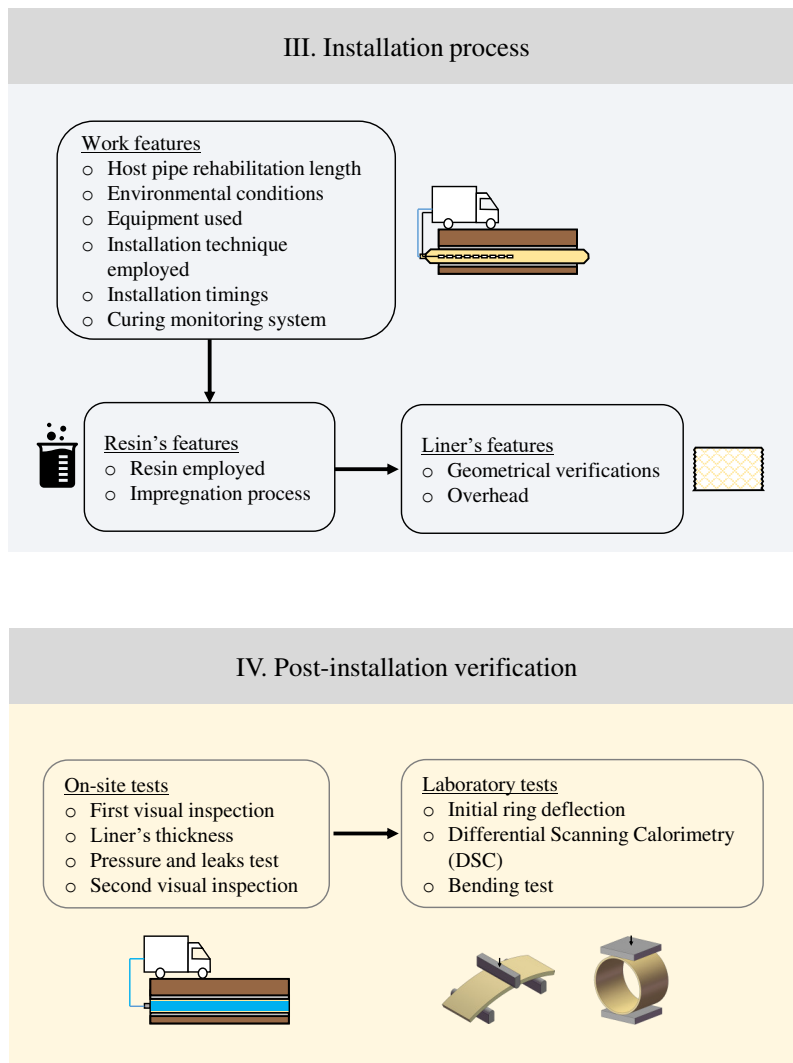 III. Installation process
Work features
○ Host pipe rehabilitation length
○ Environmental conditions
○ Equipment used
○ Installation technique
employed
○ Installation timings
○ Curing monitoring system
Resin’s features
○ Resin employed
○ Impregnation process
Liner’s features
○ Geometrical verifications
○ Overhead
IV. Post-installation verification
On-site tests
○ First visual inspection
○ Liner’s thickness
○ Pressure and leaks test
○ Second visual inspection
Laboratory tests
○ Initial ring deflection
○ Differential Scanning Calorimetry
(DSC)
○ Bending test